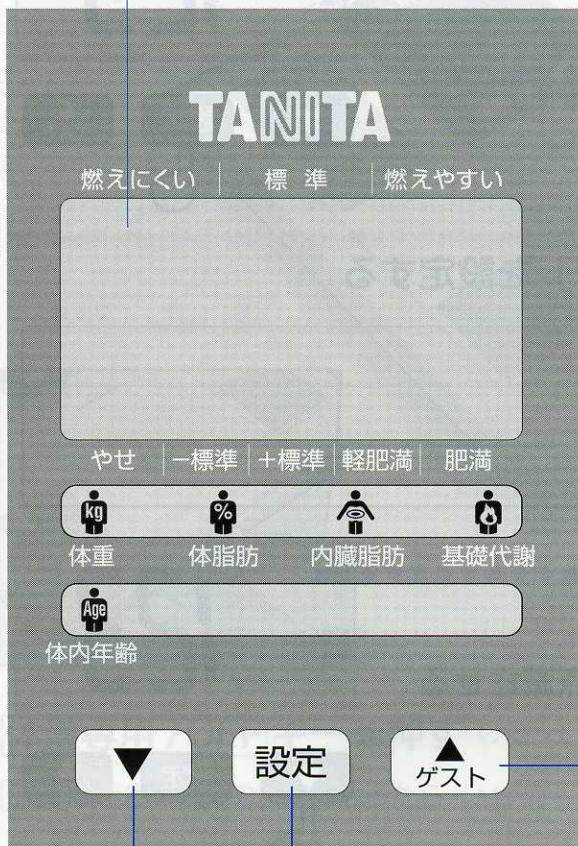 TANITA
燃えにくい 標準 燃えやすい
やせ ー標準 +標準 軽肥満 肥満
kg % 
体重 体脂肪 内臓脂肪 基礎代謝
Age
体内年齢
▼ 設定 ▲
ゲスト